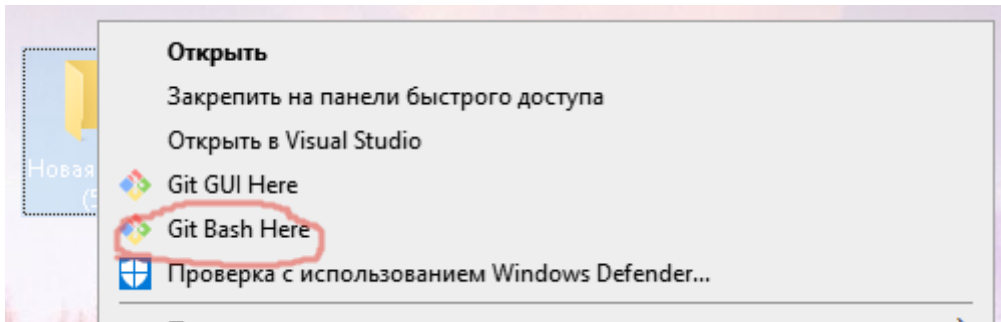 Открыть
Закрепить на панели быстрого доступа
Открыть в Visual Studio
Новая
Git GUI Here
Git Bash Here
Проверка с использованием Windows Defender...